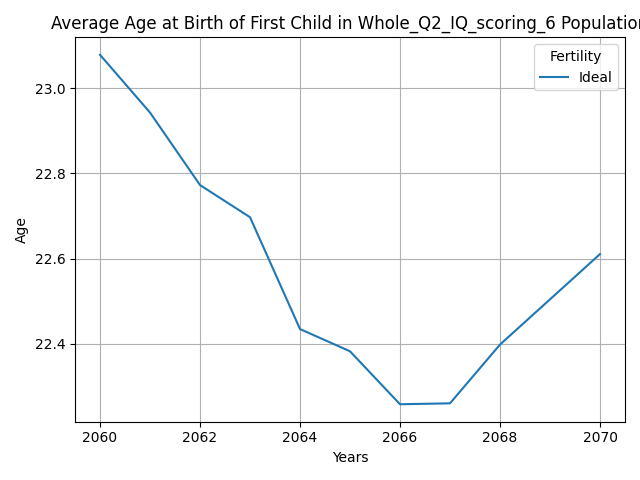 Average Age at Birth of First Child in Whole_Q2_IQ_scoring_6 Population
Fertility
Ideal
23.0
22.8
22.6
22.4
Age
2060 2062 2064 2066 2068 2070
Years